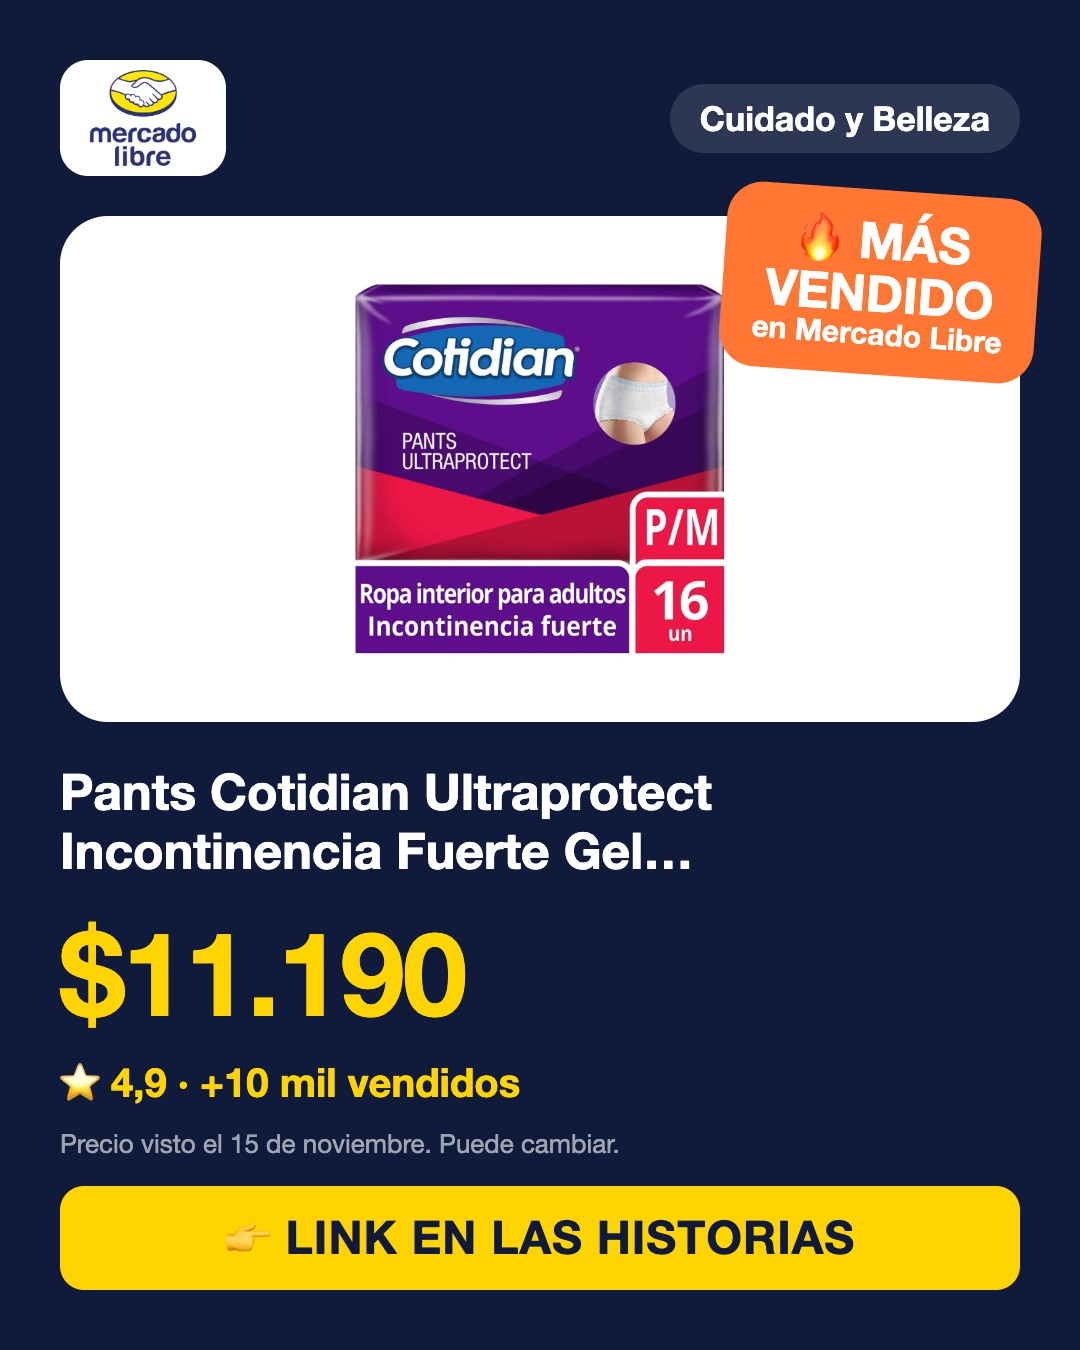 mercado
libre
Cuidado y Belleza
🔥 MÁS
VENDIDO
en Mercado Libre
Cotidian®
PANTS
ULTRAPROTECT
P/M
Ropa interior para adultos
Incontinencia fuerte
16
un
Pants Cotidian Ultraprotect
Incontinencia Fuerte Gel...
$11.190
⭐ 4,9 · +10 mil vendidos
Precio visto el 15 de noviembre. Puede cambiar.
👉 LINK EN LAS HISTORIAS